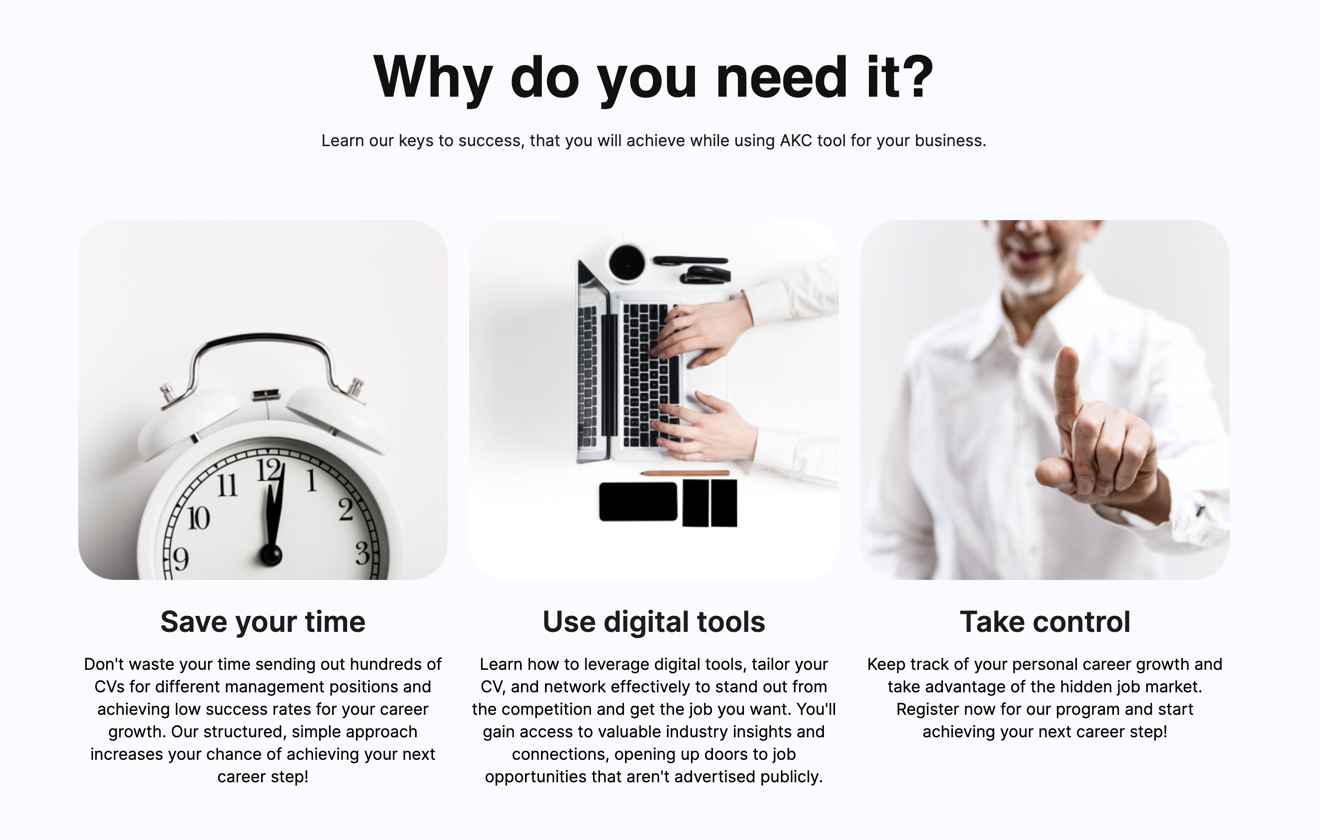 Why do you need it?
Learn our keys to success, that you will achieve while using AKC tool for your business.
12
11
1
10
2
9
3
Save your time
Don't waste your time sending out hundreds of
CVs for different management positions and
achieving low success rates for your career
growth. Our structured, simple approach
increases your chance of achieving your next
career step!
Use digital tools
Learn how to leverage digital tools, tailor your
CV, and network effectively to stand out from
the competition and get the job you want. You'll
gain access to valuable industry insights and
connections, opening up doors to job
opportunities that aren't advertised publicly.
Take control
Keep track of your personal career growth and
take advantage of the hidden job market.
Register now for our program and start
achieving your next career step!